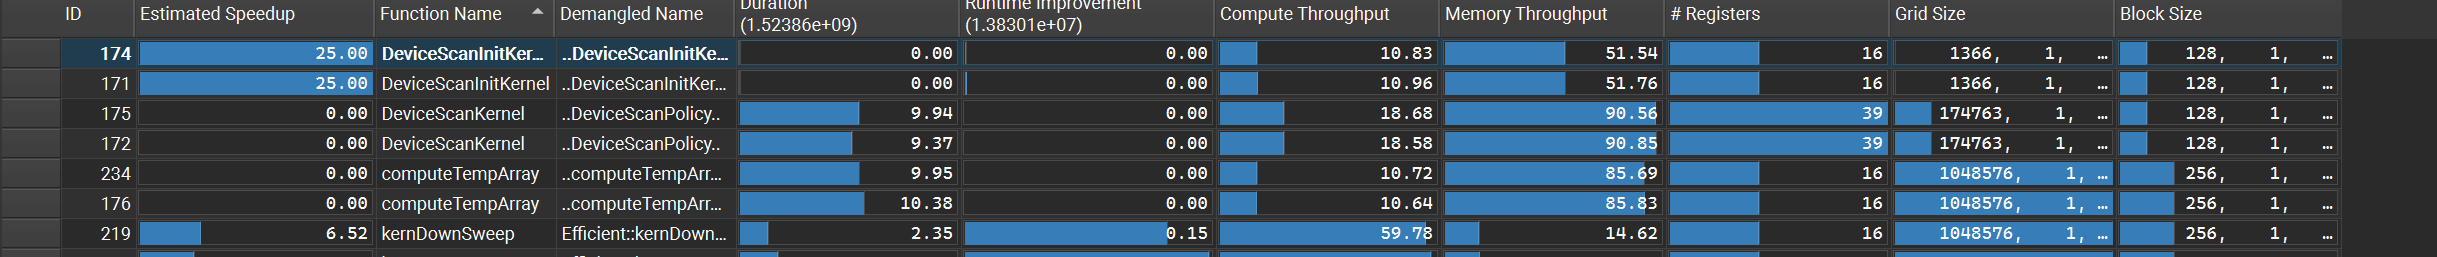 ID Estimated Speedup Function Name Demangled Name Duration (1.52386e+09) Runtime Improvement (1.38301e+07) Compute Throughput Memory Throughput # Registers Grid Size Block Size
174 25.00 DeviceScanInitKer... ..DeviceScanInitKe... 0.00 0.00 10.83 51.54 16 1366, 1, ... 128, 1, ...
171 25.00 DeviceScanInitKernel ..DeviceScanInitKer... 0.00 0.00 10.96 51.76 16 1366, 1, ... 128, 1, ...
175 0.00 DeviceScanKernel ..DeviceScanPolicy.. 9.94 0.00 18.68 90.56 39 174763, 1, ... 128, 1, ...
172 0.00 DeviceScanKernel ..DeviceScanPolicy.. 9.37 0.00 18.58 90.85 39 174763, 1, ... 128, 1, ...
234 0.00 computeTempArray ..computeTempArr... 9.95 0.00 10.72 85.69 16 1048576, 1, ... 256, 1, ...
176 0.00 computeTempArray ..computeTempArr... 10.38 0.00 10.64 85.83 16 1048576, 1, ... 256, 1, ...
219 6.52 kernDownSweep Efficient::kernDown... 2.35 0.15 59.78 14.62 16 1048576, 1, ... 256, 1, ...